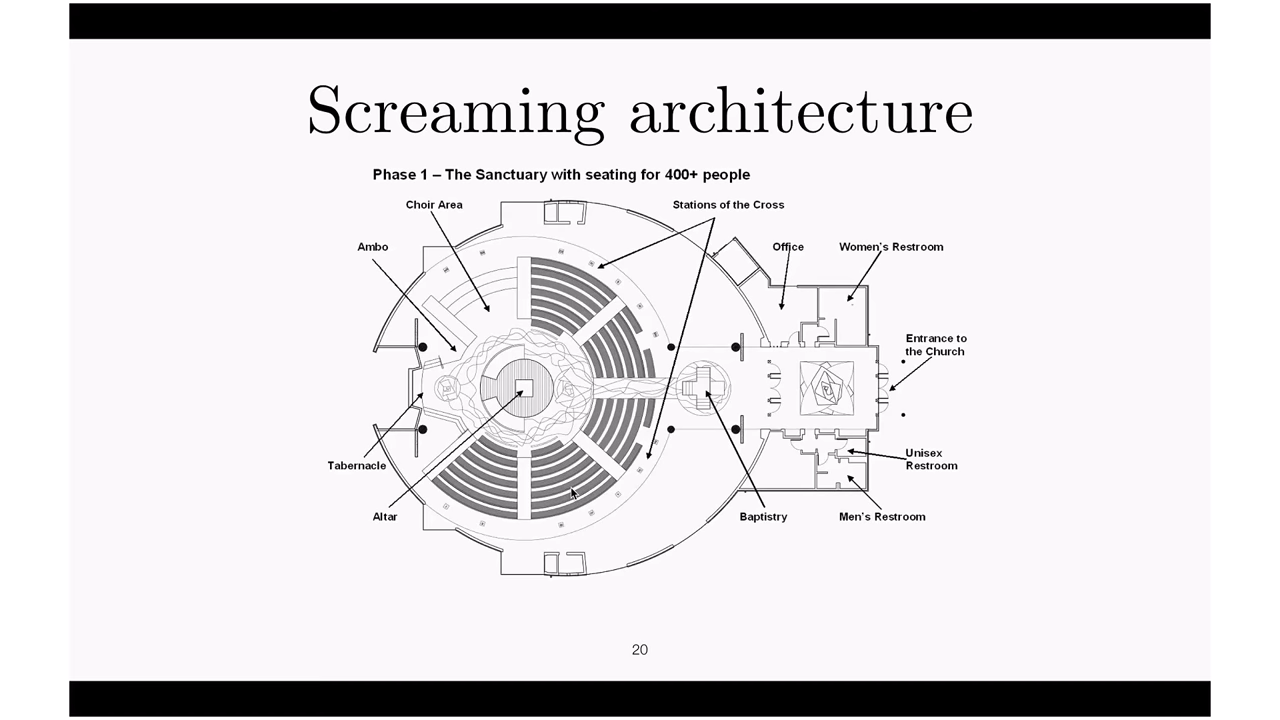 Screaming architecture
Phase 1 – The Sanctuary with seating for 400+ people
Choir Area
Stations of the Cross
Ambo
Office
Women's Restroom
Entrance to
the Church
Tabernacle
Unisex
Restroom
Altar
Baptistry
Men's Restroom
20